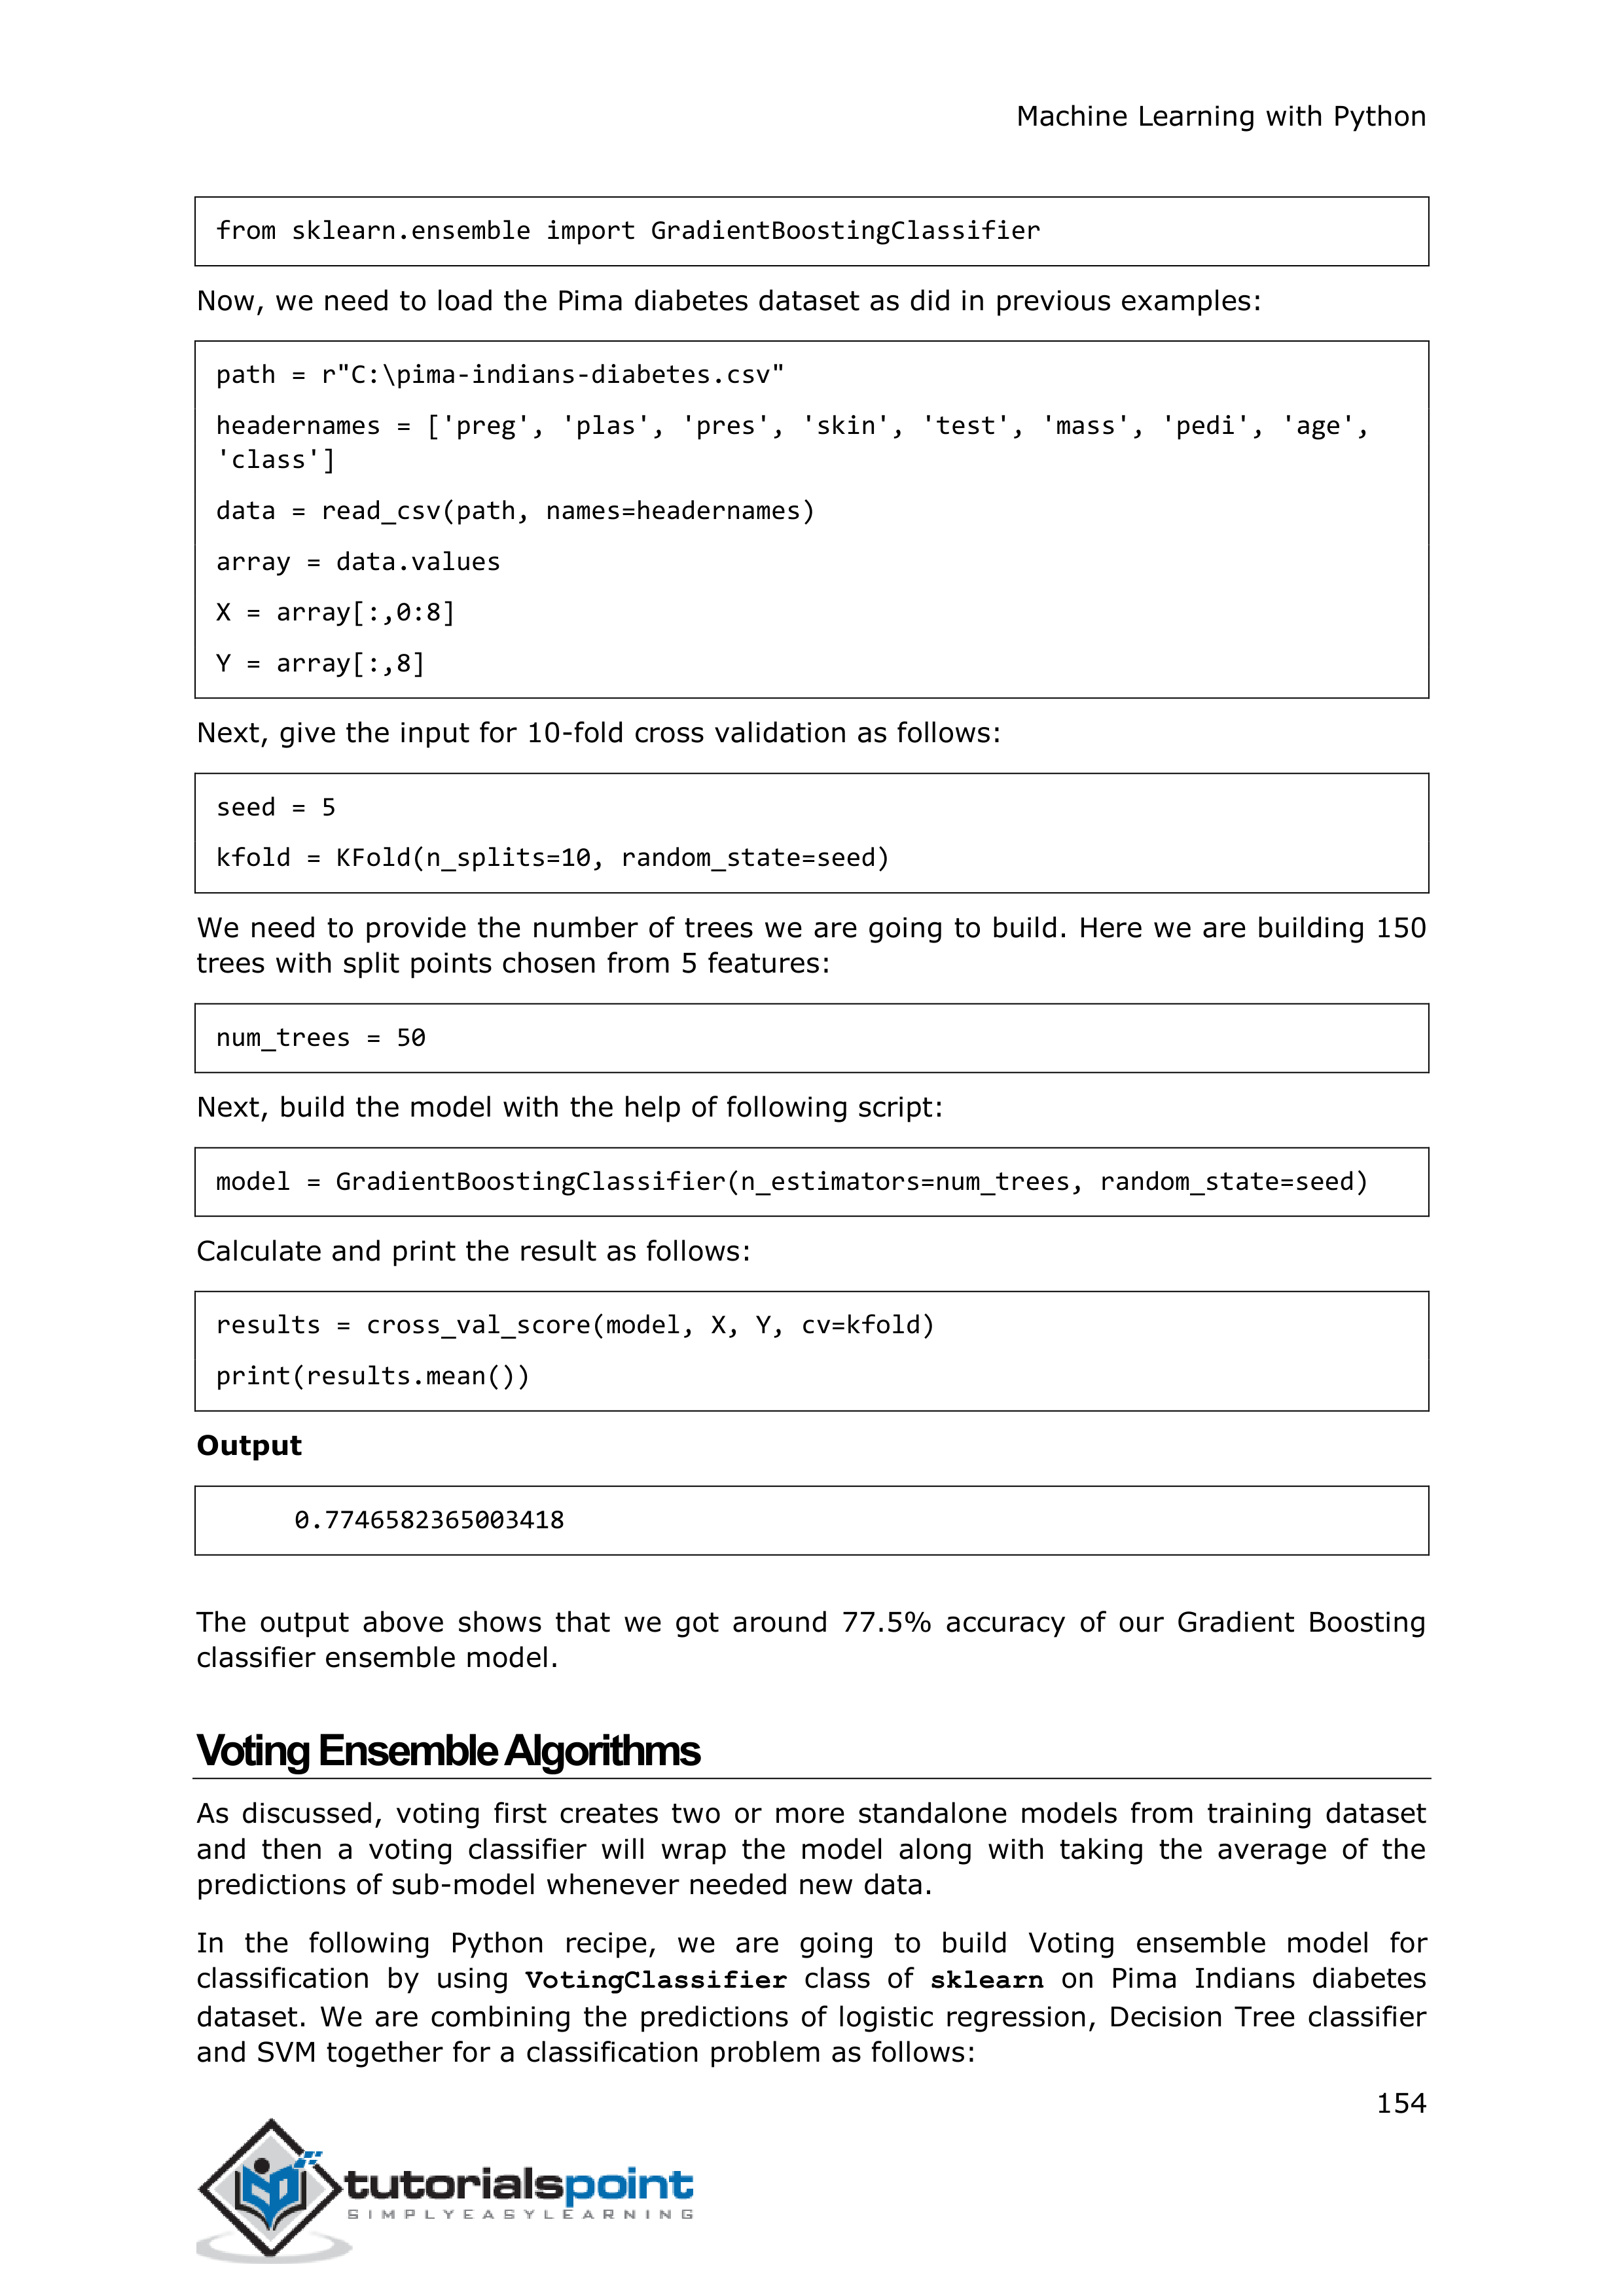 Machine Learning with Python
from sklearn.ensemble import GradientBoostingClassifier
Now, we need to load the Pima diabetes dataset as did in previous examples:
path = r"C:\pima-indians-diabetes.csv"
headernames = ['preg', 'plas', 'pres', 'skin', 'test', 'mass', 'pedi', 'age',
'class']
data = read_csv(path, names=headernames)
array = data.values
X = array[:,0:8]
Y = array[:,8]
Next, give the input for 10-fold cross validation as follows:
seed = 5
kfold = KFold(n_splits=10, random_state=seed)
We need to provide the number of trees we are going to build. Here we are building 150
trees with split points chosen from 5 features:
num_trees = 50
Next, build the model with the help of following script:
model = GradientBoostingClassifier(n_estimators=num_trees, random_state=seed)
Calculate and print the result as follows:
results = cross_val_score(model, X, Y, cv=kfold)
print(results.mean())
Output
0.7746582365003418
The output above shows that we got around 77.5% accuracy of our Gradient Boosting
classifier ensemble model.
Voting Ensemble Algorithms
As discussed, voting first creates two or more standalone models from training dataset
and then a voting classifier will wrap the model along with taking the average of the
predictions of sub-model whenever needed new data.
In the following Python recipe, we are going to build Voting ensemble model for
classification by using VotingClassifier class of sklearn on Pima Indians diabetes
dataset. We are combining the predictions of logistic regression, Decision Tree classifier
and SVM together for a classification problem as follows:
154
tutorialspoint
SIMPLYEASYLEARNING